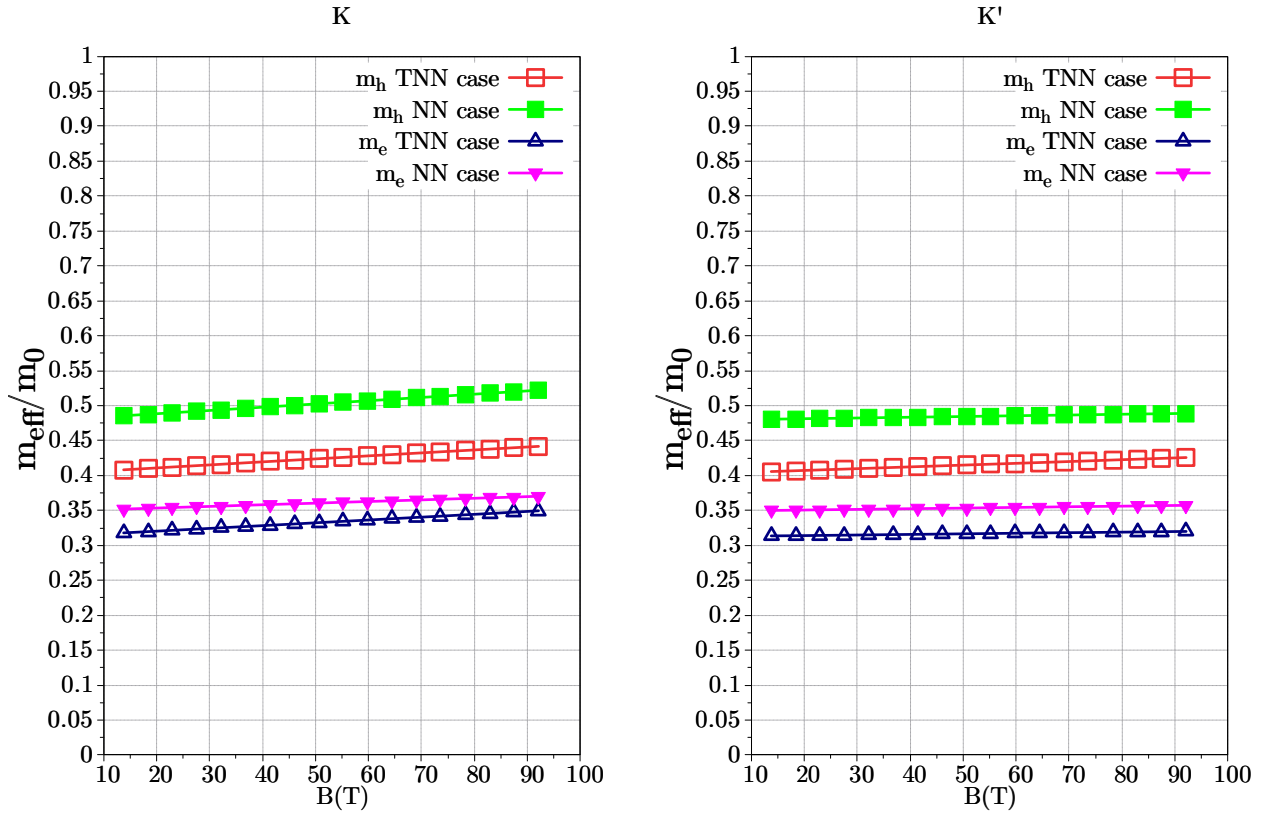 K
1
0.95
0.9
0.85
0.8
0.75
0.7
0.65
0.6
0.55
0.5
0.45
0.4
0.35
0.3
0.25
0.2
0.15
0.1
0.05
0
m_eff/m_0
m_h TNN case
m_h NN case
m_e TNN case
m_e NN case
10 20 30 40 50 60 70 80 90 100
B(T)
K'
1
0.95
0.9
0.85
0.8
0.75
0.7
0.65
0.6
0.55
0.5
0.45
0.4
0.35
0.3
0.25
0.2
0.15
0.1
0.05
0
m_eff/m_0
m_h TNN case
m_h NN case
m_e TNN case
m_e NN case
10 20 30 40 50 60 70 80 90 100
B(T)